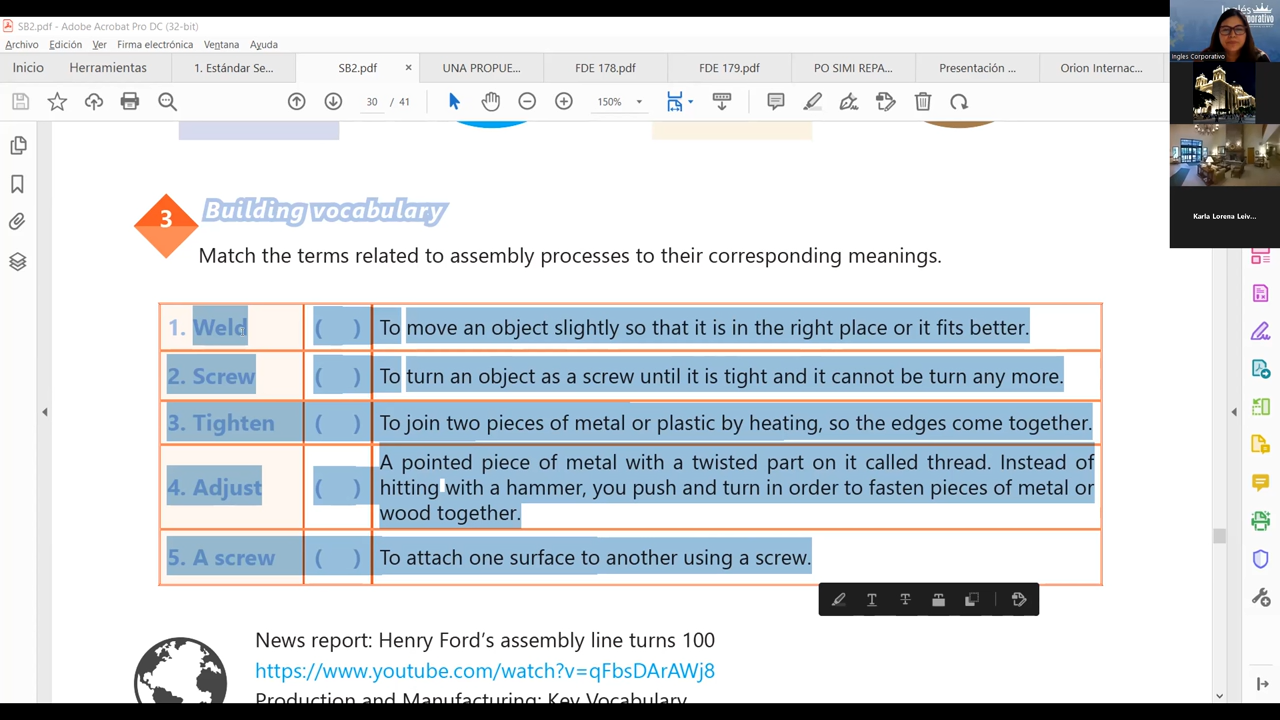 SB2.pdf - Adobe Acrobat Pro DC (32-bit)
Archivo Edición Ver Firma electrónica Ventana Ayuda
Inicio Herramientas 1. Estándar Se... SB2.pdf × UNA POR QUE... FDE 178.pdf FDE 179.pdf PO SIMI REPA... Presentación ... Orion Internac...
30 / 41 150%
3 Building vocabulary
Match the terms related to assembly processes to their corresponding meanings.
1. Weld ( ) To move an object slightly so that it is in the right place or it fits better.
2. Screw ( ) To turn an object as a screw until it is tight and it cannot be turn any more.
3. Tighten ( ) To join two pieces of metal or plastic by heating, so the edges come together.
A pointed piece of metal with a twisted part on it called thread. Instead of
4. Adjust ( ) hitting with a hammer, you push and turn in order to fasten pieces of metal or
wood together.
5. A screw ( ) To attach one surface to another using a screw.
News report: Henry Ford's assembly line turns 100
https://www.youtube.com/watch?v=qFbsDArAWj8
Production and Manufacturing: Key Vocabulary
Inglés
Corporativo
Ingles Corporativo
Karla Lorena Leiv...